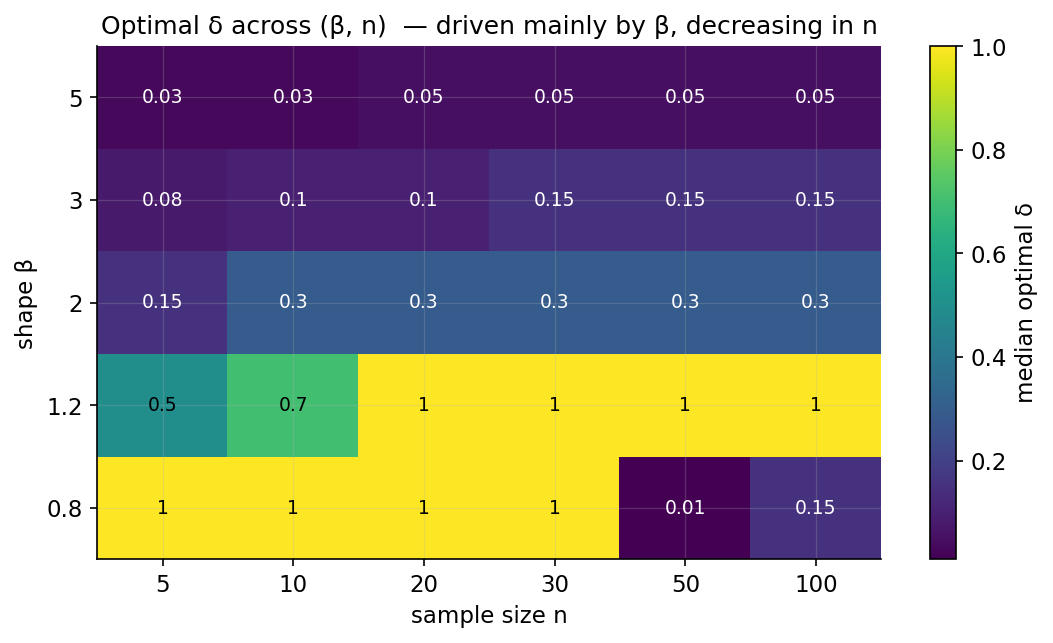 Optimal δ across (β, n)  — driven mainly by β, decreasing in n
shape β
5
0.03 0.03 0.05 0.05 0.05 0.05
3
0.08 0.1 0.1 0.15 0.15 0.15
2
0.15 0.3 0.3 0.3 0.3 0.3
1.2
0.5 0.7 1 1 1 1
0.8
1 1 1 1 0.01 0.15
5 10 20 30 50 100
sample size n
1.0
0.8
0.6
0.4
0.2
median optimal δ